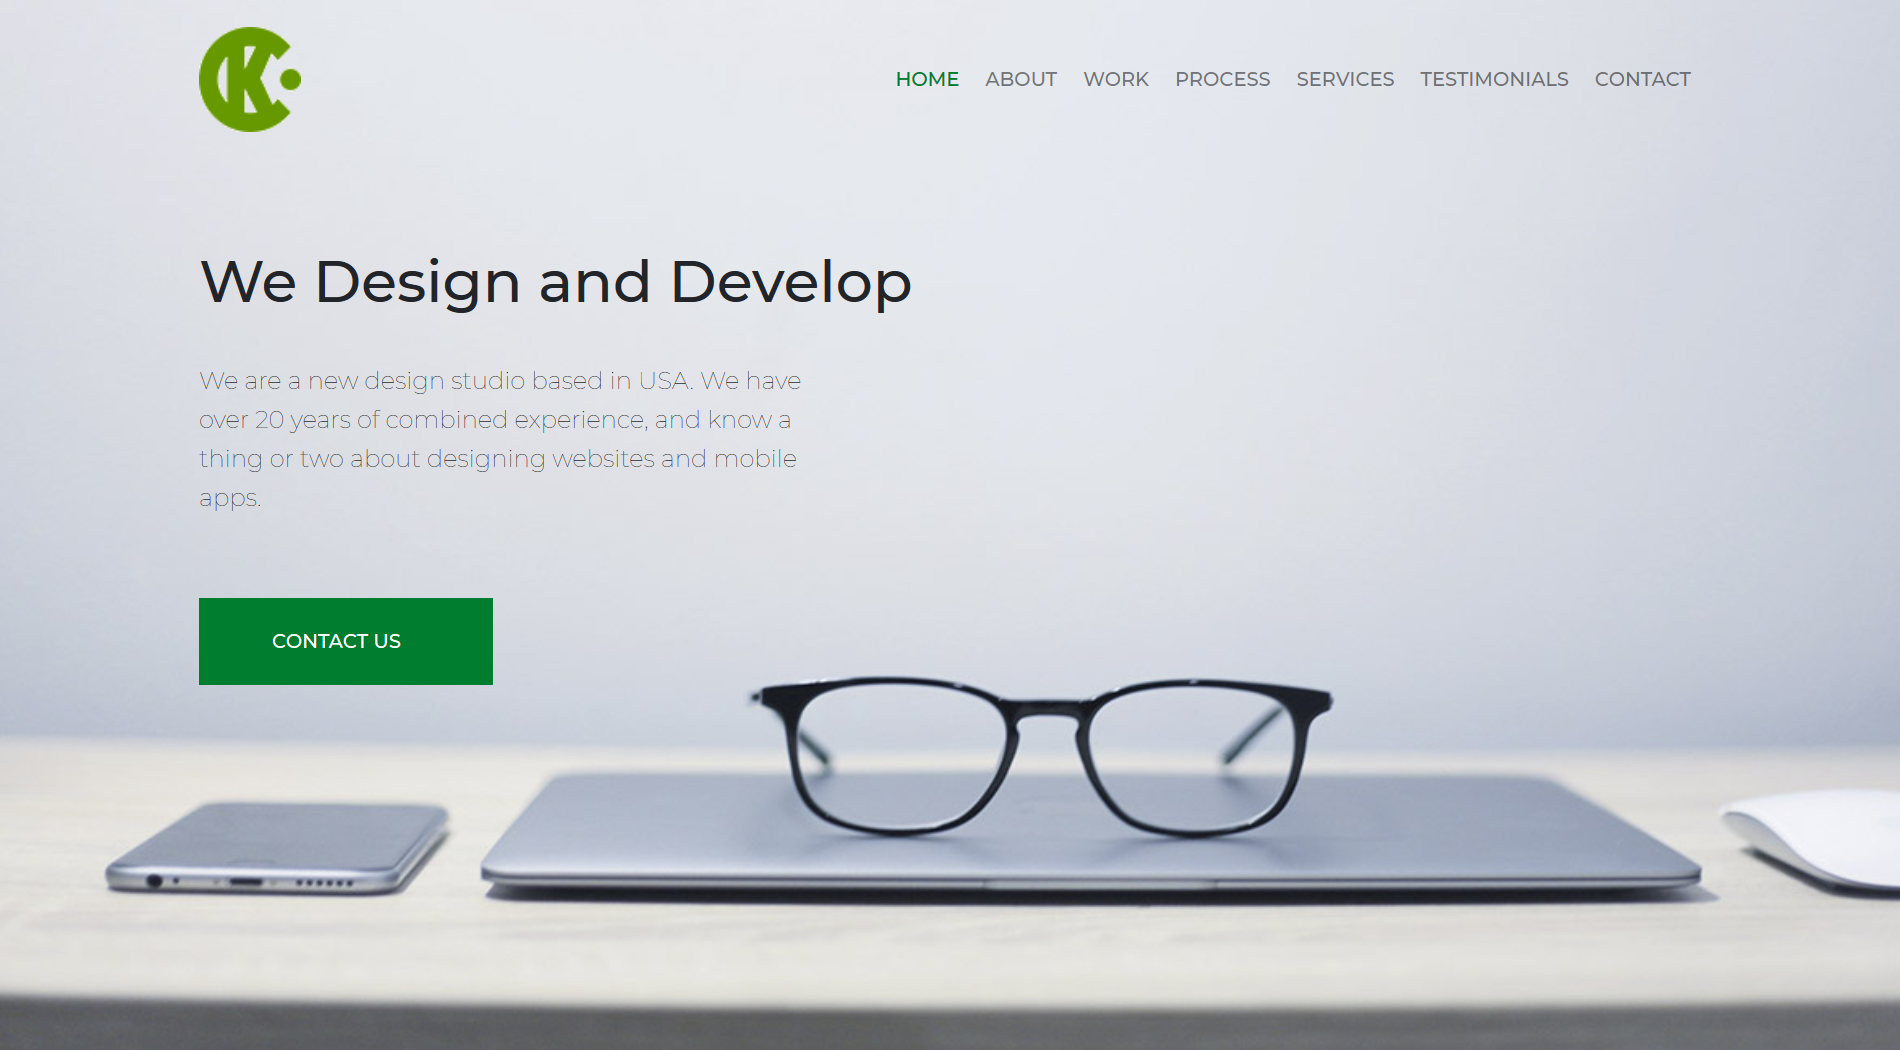 CK
HOME ABOUT WORK PROCESS SERVICES TESTIMONIALS CONTACT
We Design and Develop
We are a new design studio based in USA. We have
over 20 years of combined experience, and know a
thing or two about designing websites and mobile
apps.
CONTACT US